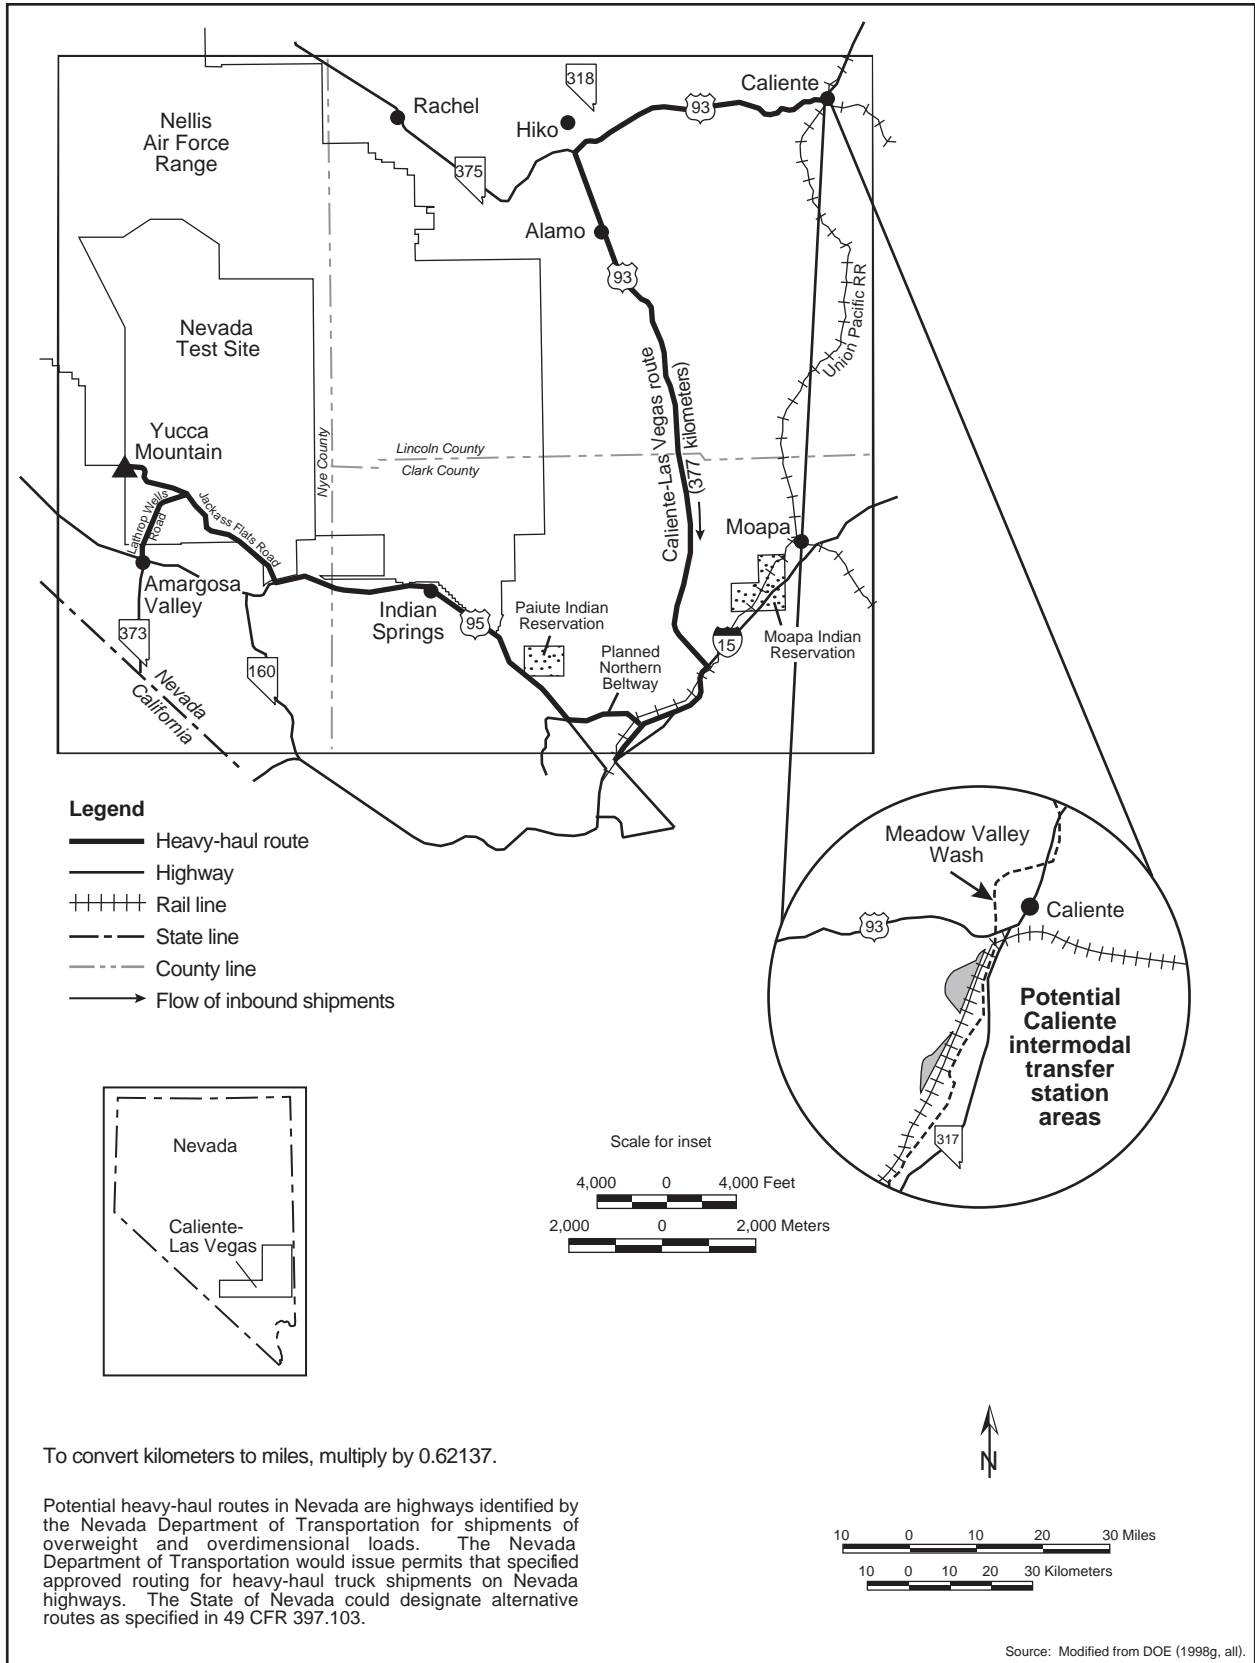 318
Caliente
93
Rachel
Nellis
Air Force
Range
Hiko
375
Alamo
93
Union Pacific RR
Nevada
Test Site
Caliente-Las Vegas route
(377 kilometers)
Yucca
Mountain
Nye County
Lincoln County
Clark County
Lathrop Wells
Road
Jackass Flats Road
Moapa
Amargosa
Valley
Indian
Springs
95
Paiute Indian
Reservation
373
160
Planned
Northern
Beltway
15
Moapa Indian
Reservation
Nevada
California
Legend
Heavy-haul route
Highway
Rail line
State line
County line
Flow of inbound shipments
Meadow Valley
Wash
Caliente
93
Potential
Caliente
intermodal
transfer
station
areas
317
Nevada
Caliente-
Las Vegas
Scale for inset
4,000 0 4,000 Feet
2,000 0 2,000 Meters
To convert kilometers to miles, multiply by 0.62137.
N
Potential heavy-haul routes in Nevada are highways identified by
the Nevada Department of Transportation for shipments of
overweight and overdimensional loads. The Nevada
Department of Transportation would issue permits that specified
approved routing for heavy-haul truck shipments on Nevada
highways. The State of Nevada could designate alternative
routes as specified in 49 CFR 397.103.
10 0 10 20 30 Miles
10 0 10 20 30 Kilometers
Source: Modified from DOE (1998g, all).